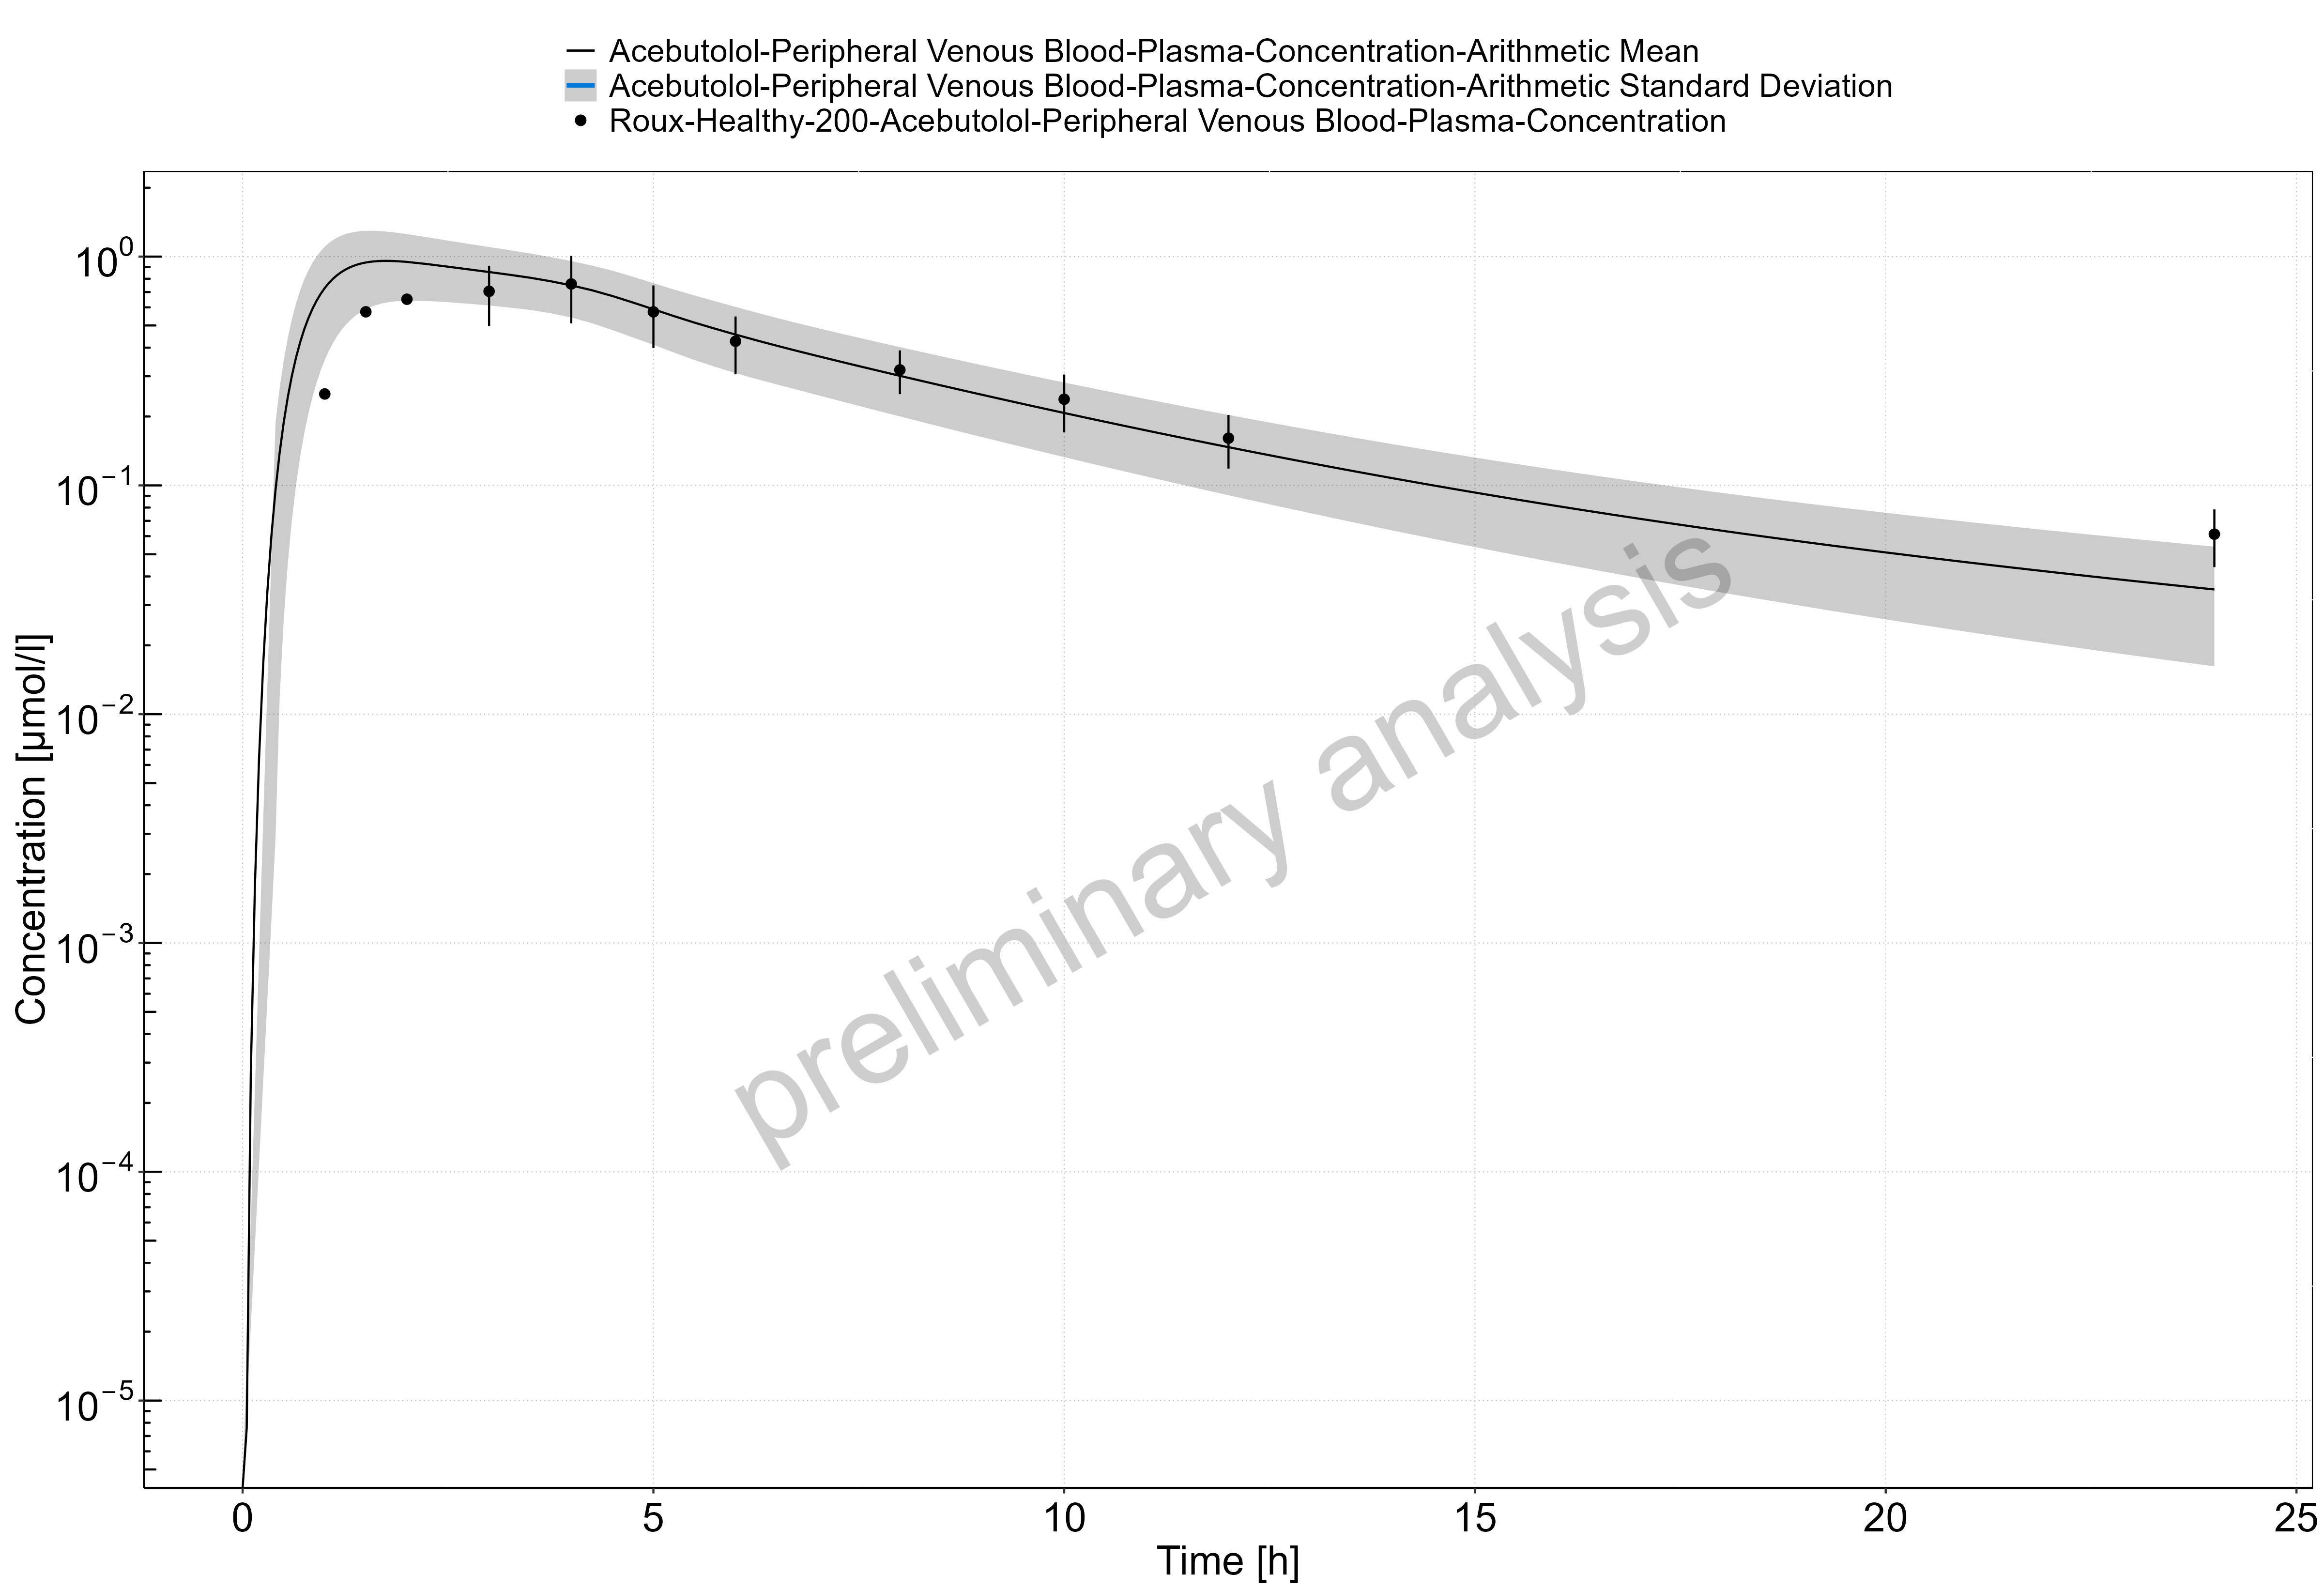 Acebutolol-Peripheral Venous Blood-Plasma-Concentration-Arithmetic Mean
Acebutolol-Peripheral Venous Blood-Plasma-Concentration-Arithmetic Standard Deviation
Roux-Healthy-200-Acebutolol-Peripheral Venous Blood-Plasma-Concentration
10⁰
10⁻¹
10⁻²
10⁻³
10⁻⁴
10⁻⁵
Concentration [µmol/l]
preliminary analysis
0 5 10 15 20 25
Time [h]